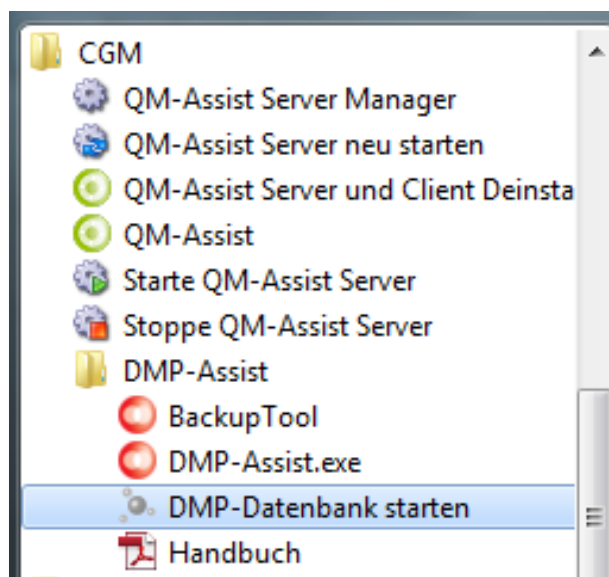 CGM
QM-Assist Server Manager
QM-Assist Server neu starten
QM-Assist Server und Client Deinsta
QM-Assist
Starte QM-Assist Server
Stoppe QM-Assist Server
DMP-Assist
BackupTool
DMP-Assist.exe
DMP-Datenbank starten
Handbuch